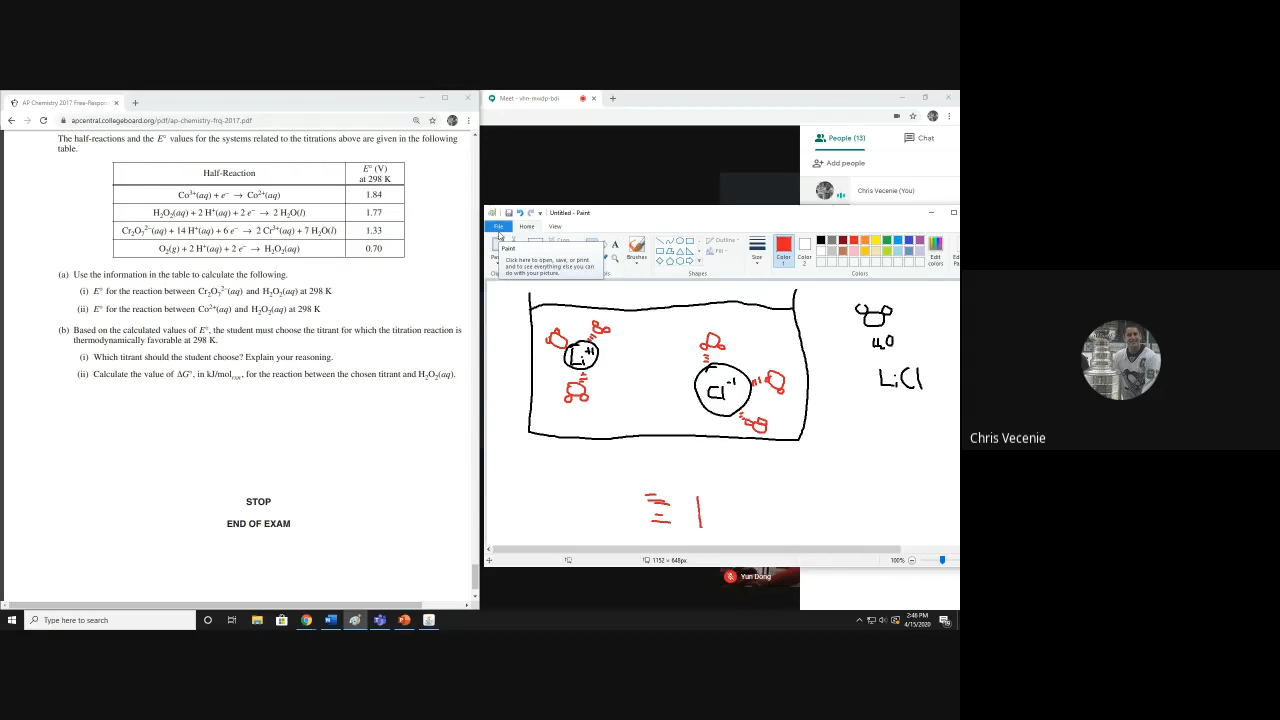 AP Chemistry 2017 Free-Respon
apcentral.collegeboard.org/pdf/ap-chemistry-frq-2017.pdf
The half-reactions and the E° values for the systems related to the titrations above are given in the following
table.
Half-Reaction
E° (V)
at 298 K
Co³⁺(aq) + e⁻ → Co²⁺(aq)
1.84
H₂O₂(aq) + 2 H⁺(aq) + 2 e⁻ → 2 H₂O(l)
1.77
Cr₂O₇²⁻(aq) + 14 H⁺(aq) + 6 e⁻ → 2 Cr³⁺(aq) + 7 H₂O(l)
1.33
O₂(g) + 2 H⁺(aq) + 2 e⁻ → H₂O₂(aq)
0.70
(a) Use the information in the table to calculate the following.
(i) E° for the reaction between Cr₂O₇²⁻(aq) and H₂O₂(aq) at 298 K
(ii) E° for the reaction between Co³⁺(aq) and H₂O₂(aq) at 298 K
(b) Based on the calculated values of E°, the student must choose the titrant for which the titration reaction is
thermodynamically favorable at 298 K.
(i) Which titrant should the student choose? Explain your reasoning.
(ii) Calculate the value of ΔG°, in kJ/molᵣₓₙ, for the reaction between the chosen titrant and H₂O₂(aq).
STOP
END OF EXAM
Meet - vhn-mwdp-bdi
People (13)
Chat
Add people
Chris Vecenie (You)
Untitled - Paint
File
Home
View
Crop
Outline
Fill
Brushes
Shapes
Size
Color
1
Color
2
Edit
colors
Colors
Paint
Click here to open, save, or print
and to see everything else you can
do with your picture.
Li⁺¹
Cl⁻¹
H₂O
LiCl
1152 × 648px
100%
Yun Dong
Type here to search
2:46 PM
4/15/2020
Chris Vecenie